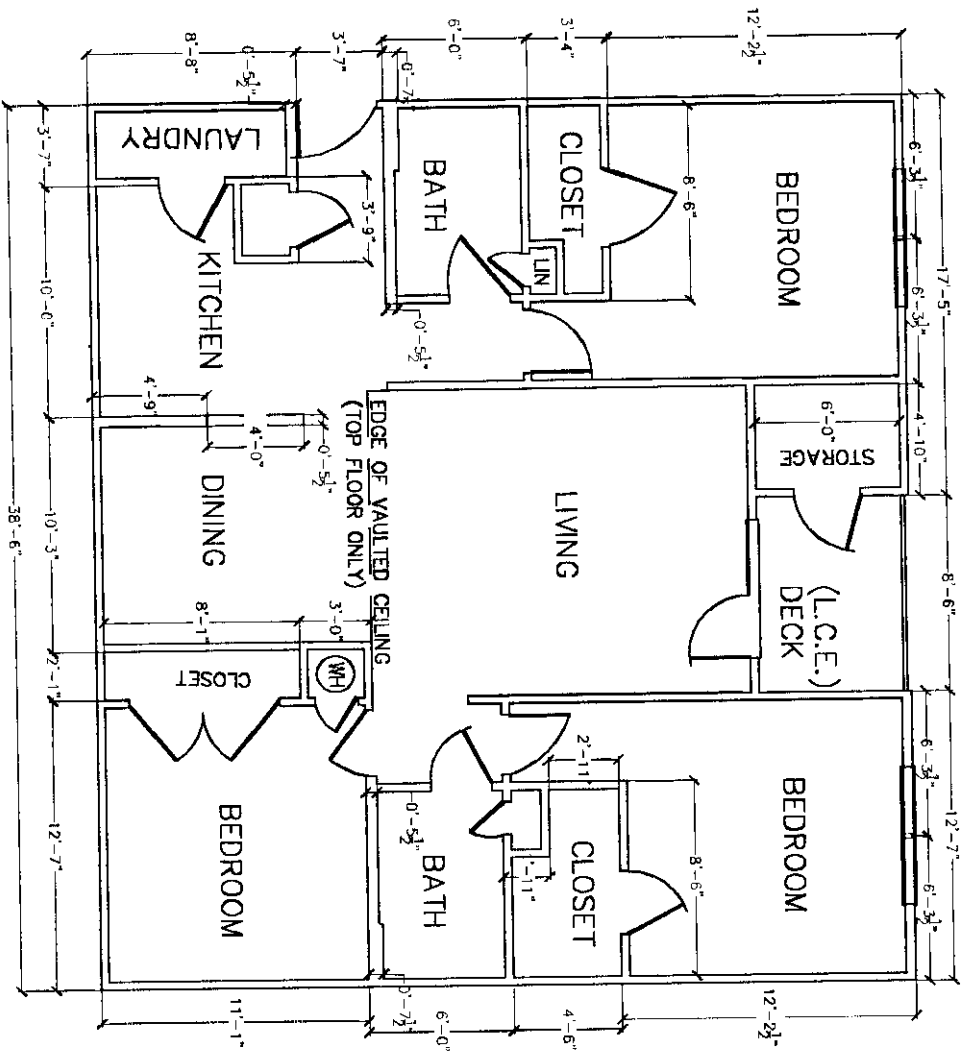 12'-2½"
12'-2½"
6'-3½"
17'-5"
6'-3½"
4'-10"
8'-6"
6'-3½"
12'-7"
6'-3½"
BEDROOM
STORAGE
6'-0"
(L.C.E.)
DECK
BEDROOM
8'-6"
8'-6"
3'-4"
CLOSET
LIN
LIVING
2'-11"
CLOSET
4'-6"
6'-0"
BATH
0'-7"
0'-5½"
1'-11"
BATH
6'-0"
0'-5½"
0'-7½"
EDGE OF VAULTED CEILING
(TOP FLOOR ONLY)
3'-7"
3'-9"
0'-5½"
3'-0"
WH
8'-8"
0'-5½"
LAUNDRY
KITCHEN
4'-0"
4'-9"
DINING
8'-1"
CLOSET
BEDROOM
11'-1"
3'-7"
10'-0"
10'-3"
2'-1"
12'-7"
38'-6"